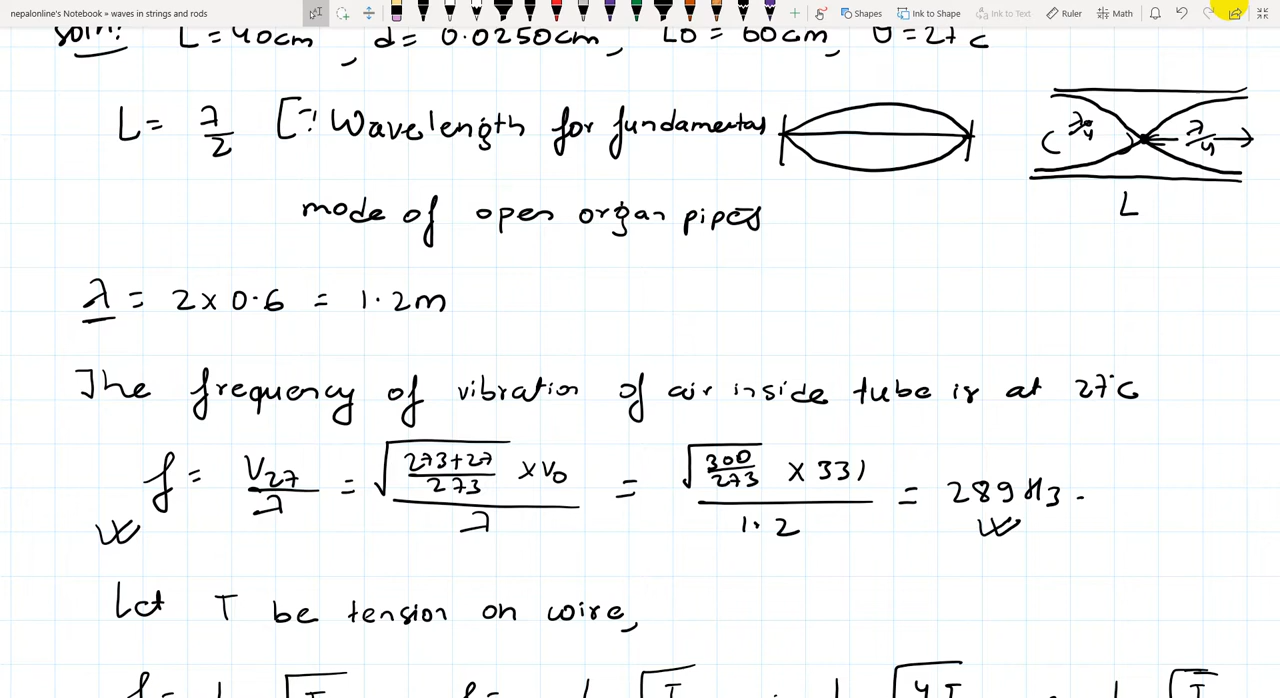 nepalonline's Notebook » waves in strings and rods
Shapes Ink to Shape Ink to Text Ruler Math
Soln: L = 40cm, d = 0.0250cm, L0 = 60cm, θ = 27 c
L = λ/2 [∵ Wavelength for fundamental
mode of open organ pipes
λ/4 λ/4
L
λ = 2 x 0.6 = 1.2m
The frequency of vibration of air inside tube is at 27°C
f = V27/λ = √((273+27)/273) x V0 / λ = √(300/273) x 331 / 1.2 = 289 Hz.
Let T be tension on wire,